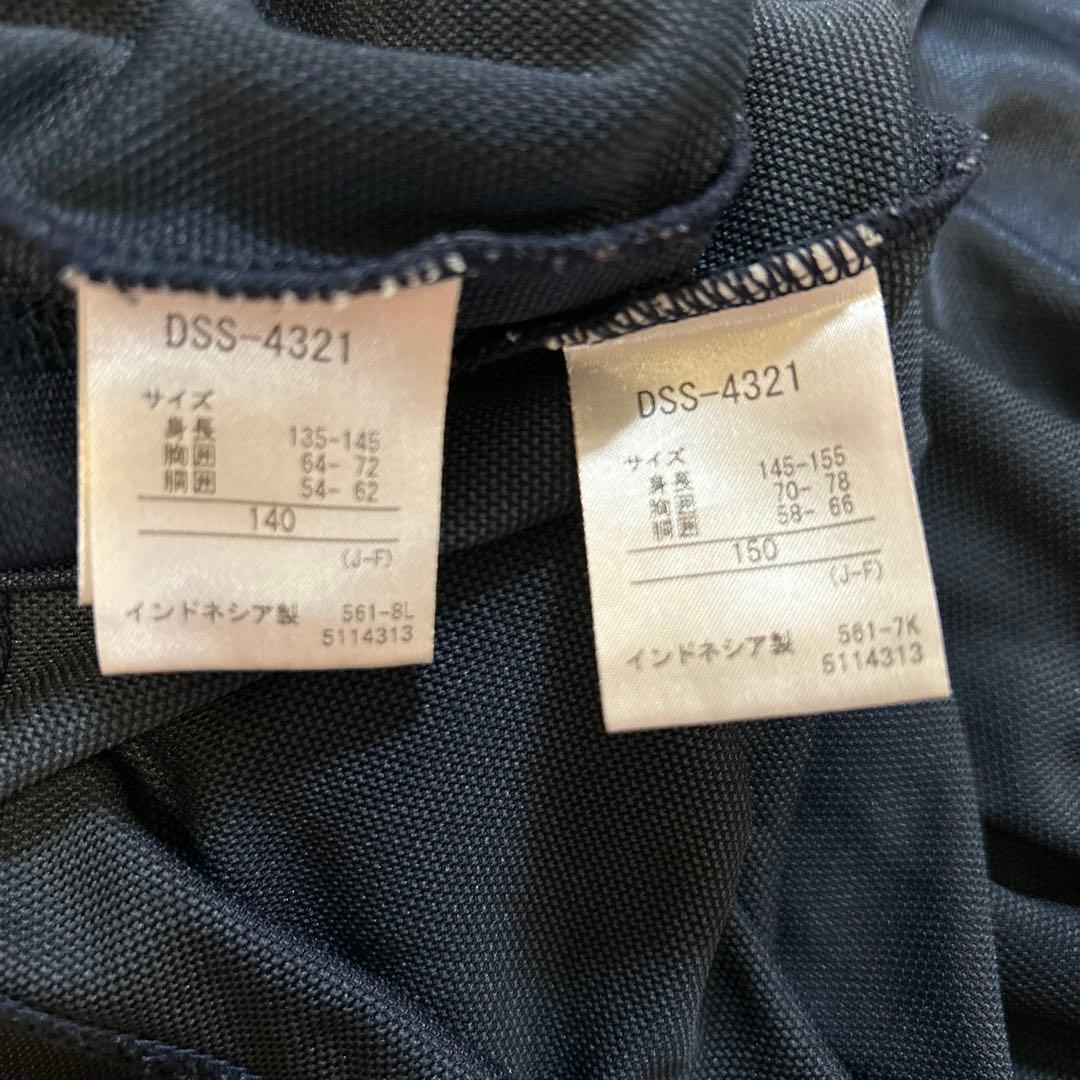 DSS-4321
サイズ
身長 135-145
胸囲 64- 72
胴囲 54- 62
140
(J-F)
インドネシア製 561-8L
5114313
DSS-4321
サイズ
身長 145-155
胸囲 70- 78
胴囲 58- 66
150
(J-F)
インドネシア製 561-7K
5114313